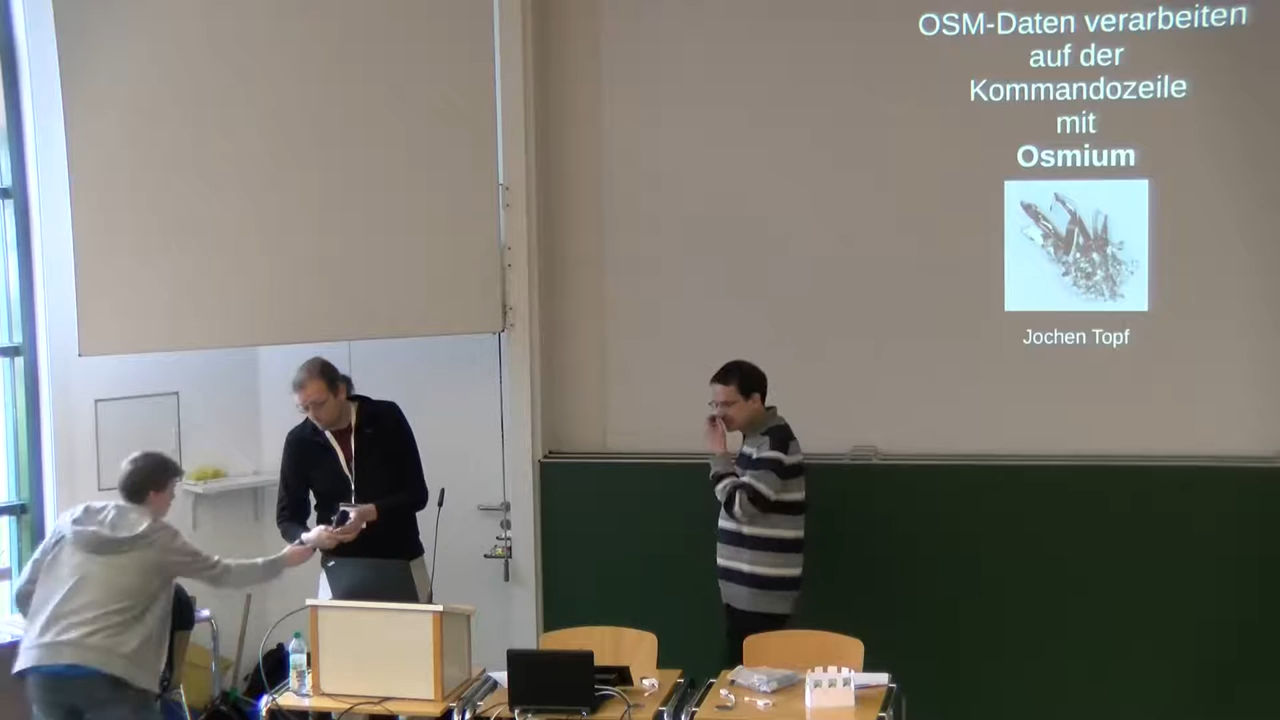 OSM-Daten verarbeiten
auf der
Kommandozeile
mit
Osmium
Jochen Topf